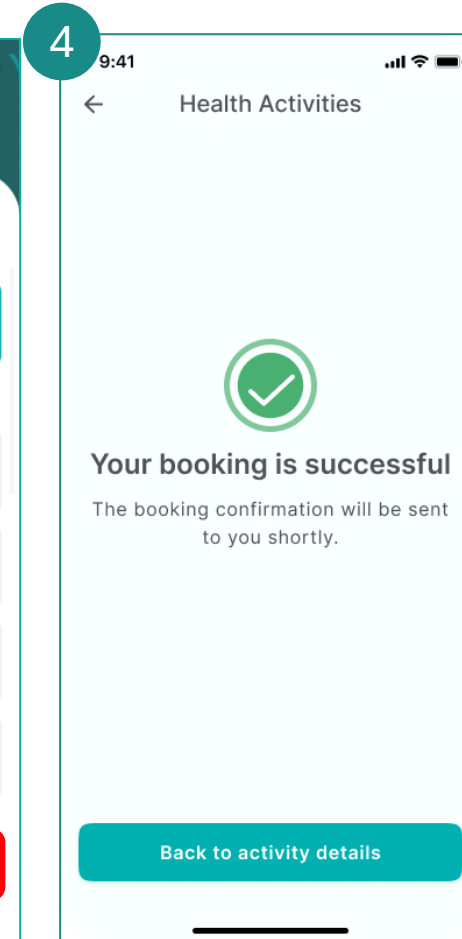 4
9:41
Health Activities
Your booking is successful
The booking confirmation will be sent
to you shortly.
Back to activity details